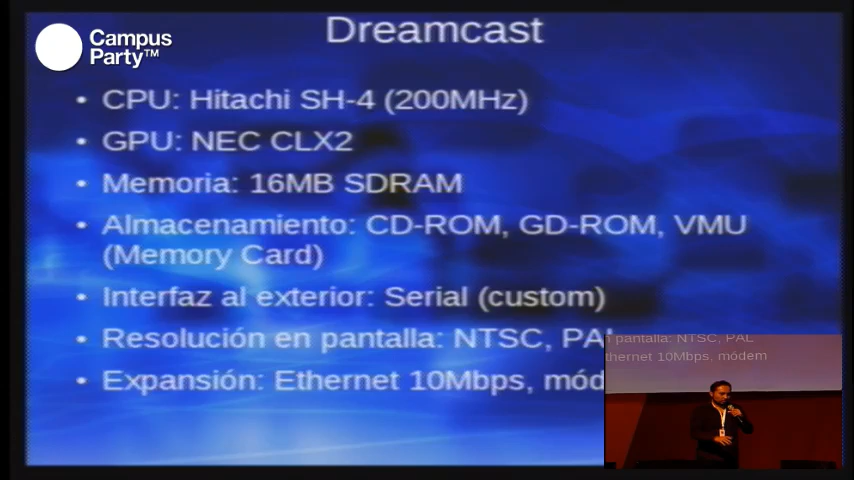 Dreamcast
Campus
Party™
• CPU: Hitachi SH-4 (200MHz)
• GPU: NEC CLX2
• Memoria: 16MB SDRAM
• Almacenamiento: CD-ROM, GD-ROM, VMU
(Memory Card)
• Interfaz al exterior: Serial (custom)
• Resolución en pantalla: NTSC, PAL
• Expansión: Ethernet 10Mbps, mód
n pantalla: NTSC, PAL
thernet 10Mbps, módem